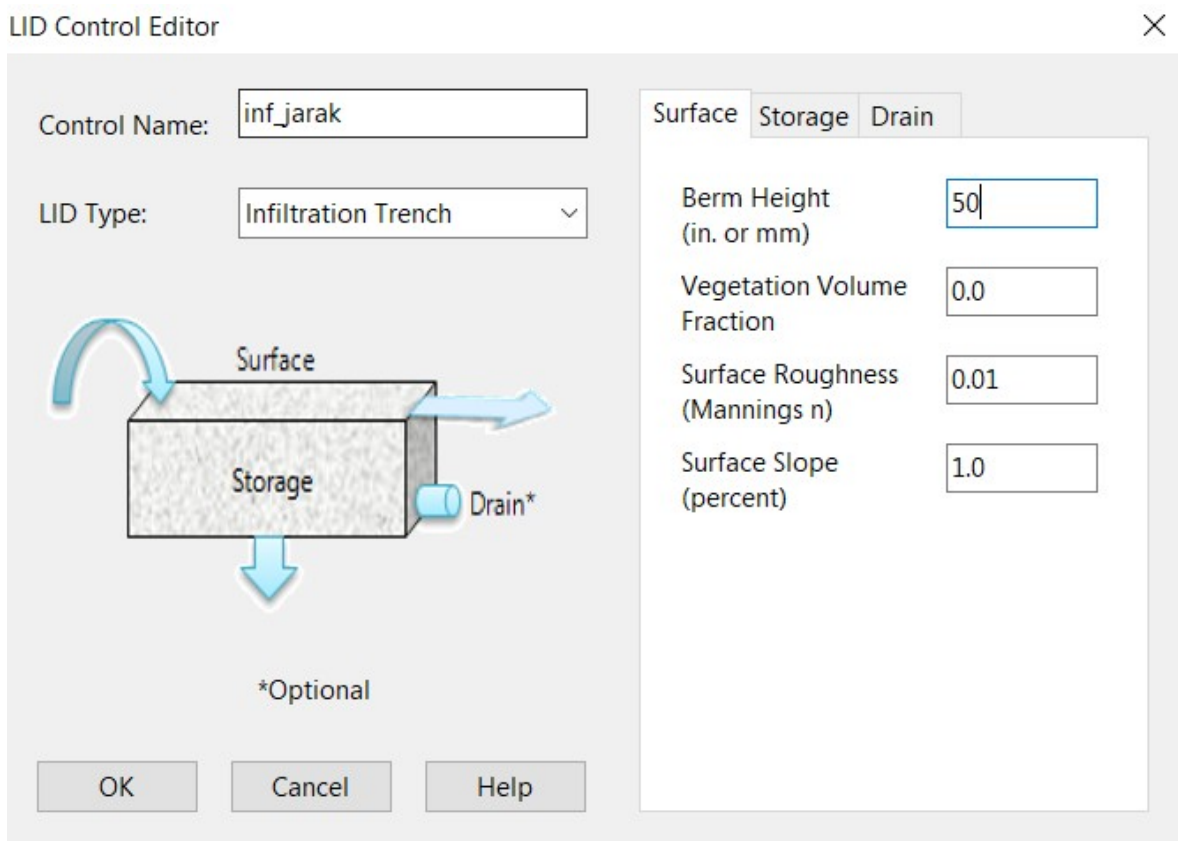 LID Control Editor
Control Name:
inf_jarak
LID Type:
Infiltration Trench
Surface
Storage
Drain*
*Optional
OK
Cancel
Help
Surface
Storage
Drain
Berm Height
(in. or mm)
50
Vegetation Volume
Fraction
0.0
Surface Roughness
(Mannings n)
0.01
Surface Slope
(percent)
1.0